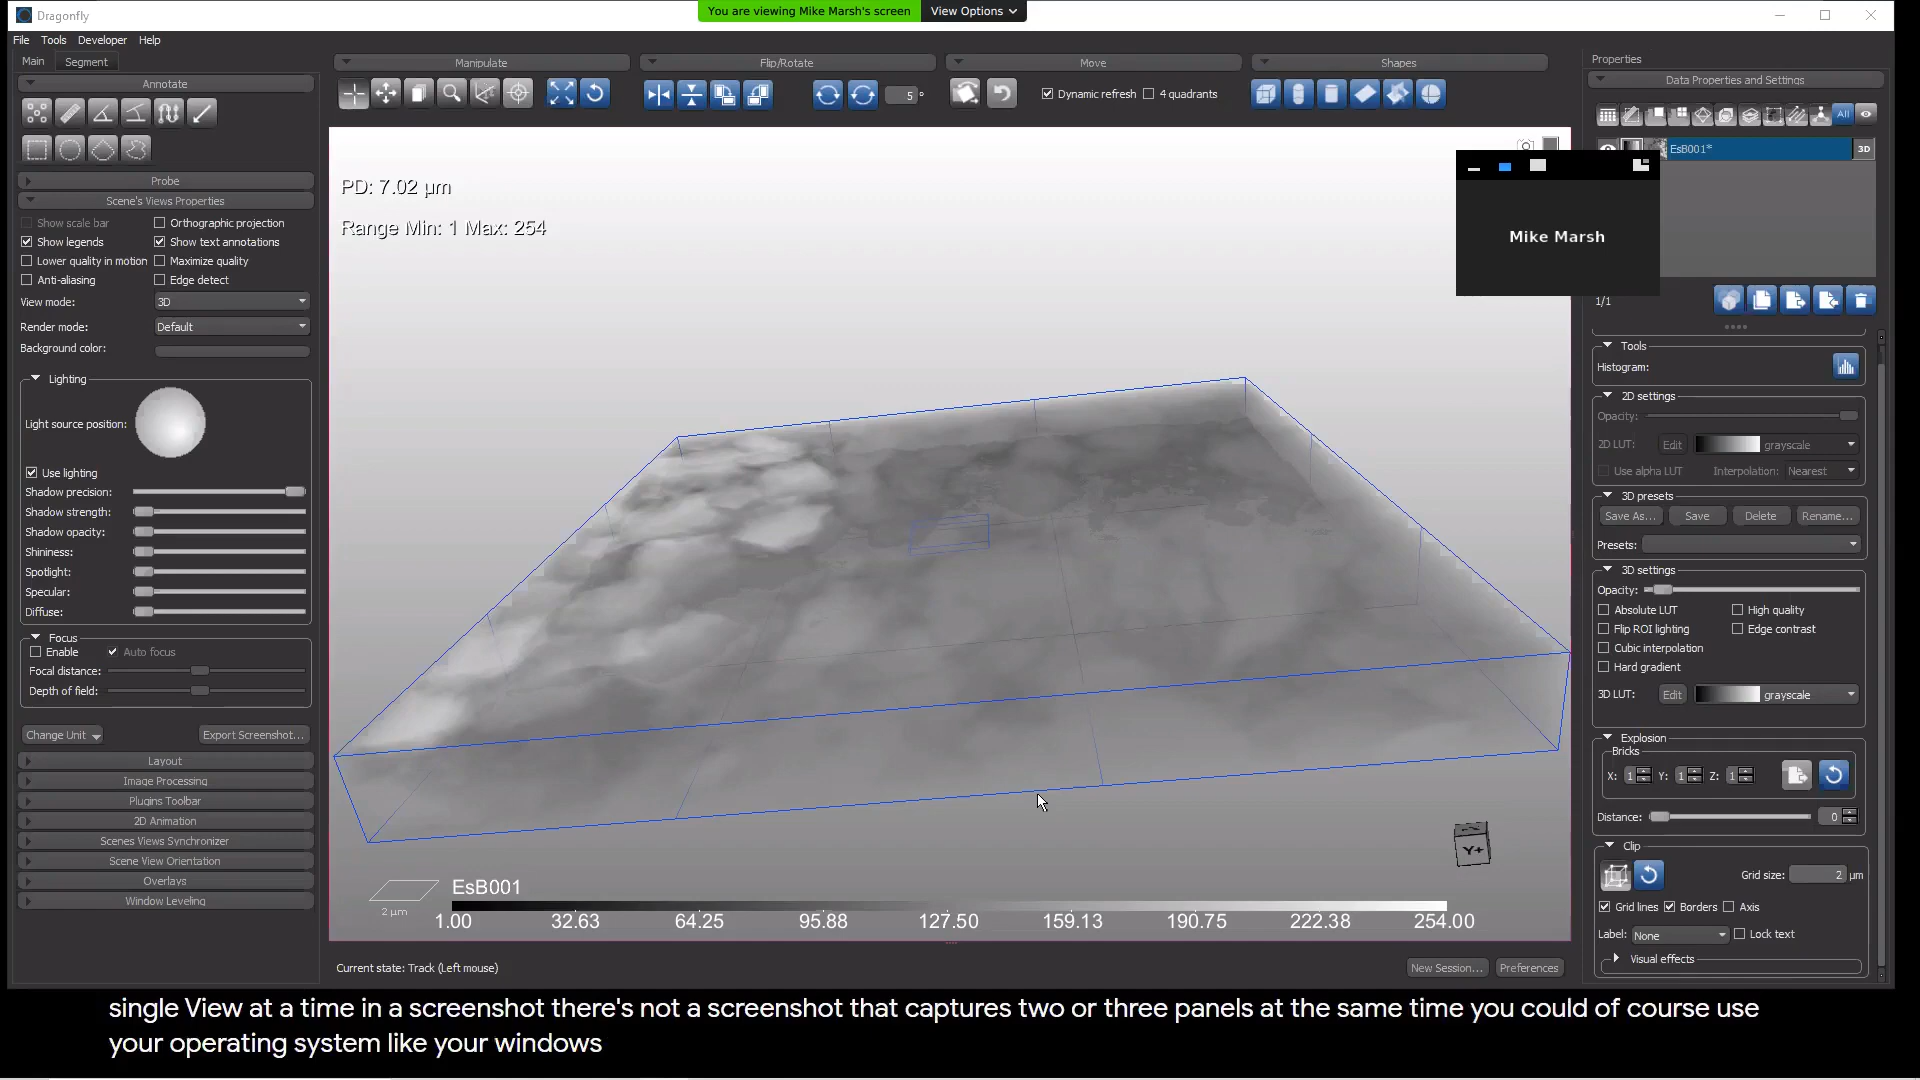 Dragonfly
You are viewing Mike Marsh's screen
View Options
File Tools Developer Help
Main Segment
Annotate
Probe
Scene's Views Properties
Show scale bar
Orthographic projection
Show legends
Show text annotations
Lower quality in motion
Maximize quality
Anti-aliasing
Edge detect
View mode: 3D
Render mode: Default
Background color:
Lighting
Light source position:
Use lighting
Shadow precision:
Shadow strength:
Shadow opacity:
Shininess:
Spotlight:
Specular:
Diffuse:
Focus
Enable Auto focus
Focal distance:
Depth of field:
Change Unit
Export Screenshot...
Layout
Image Processing
Plugins Toolbar
2D Animation
Scenes Views Synchronizer
Scene View Orientation
Overlays
Window Leveling
Manipulate
Flip/Rotate
5°
Move
Dynamic refresh 4 quadrants
Shapes
PD: 7.02 µm
Range Min: 1 Max: 254
Y+
2 µm
EsB001
1.00 32.63 64.25 95.88 127.50 159.13 190.75 222.38 254.00
Current state: Track (Left mouse)
New Session... Preferences
Properties
Data Properties and Settings
All
EsB001* 3D
Mike Marsh
1/1
Tools
Histogram:
2D settings
Opacity:
2D LUT: Edit grayscale
Use alpha LUT Interpolation: Nearest
3D presets
Save As... Save Delete Rename...
Presets:
3D settings
Opacity:
Absolute LUT High quality
Flip ROI lighting Edge contrast
Cubic interpolation
Hard gradient
3D LUT: Edit grayscale
Explosion
Bricks
X: 1 Y: 1 Z: 1
Distance: 0
Clip
Grid size: 2 µm
Grid lines Borders Axis
Label: None Lock text
Visual effects
single View at a time in a screenshot there's not a screenshot that captures two or three panels at the same time you could of course use
your operating system like your windows